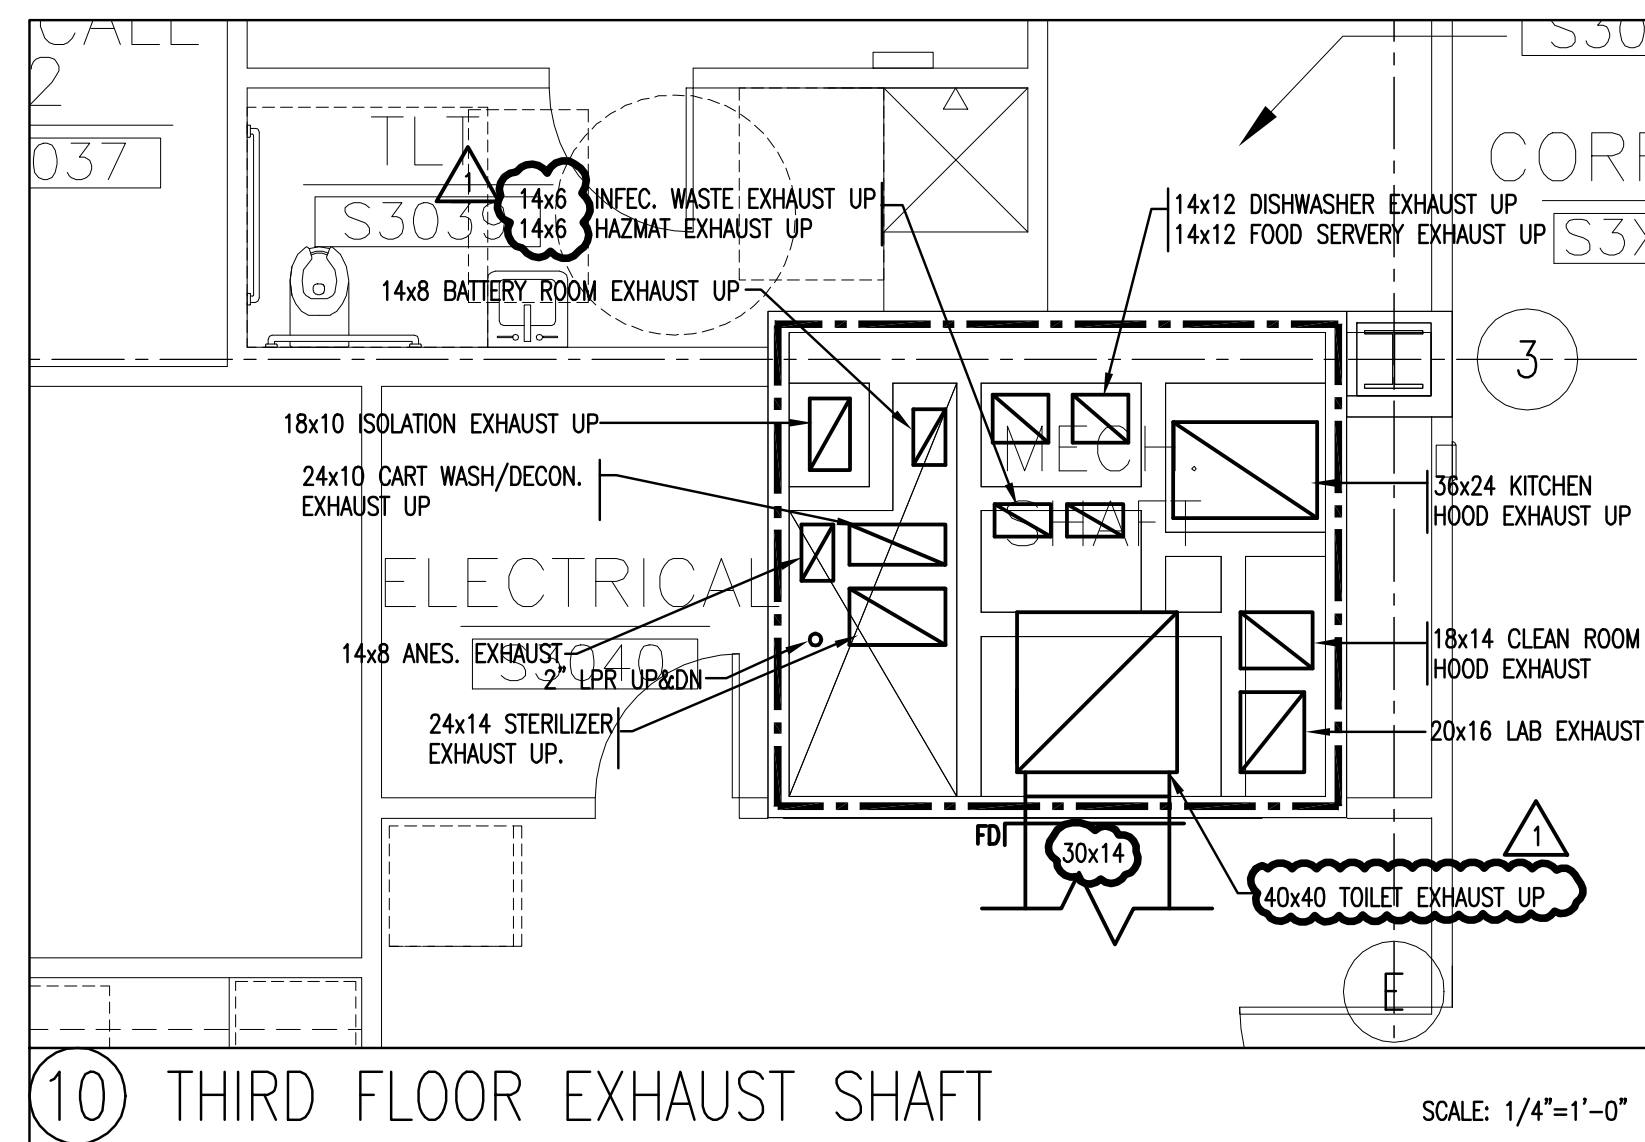 CALL
2
037
S30
TLT
S3039
CORR
S3X
1
14x6 INFEC. WASTE EXHAUST UP
14x6 HAZMAT EXHAUST UP
14x12 DISHWASHER EXHAUST UP
14x12 FOOD SERVERY EXHAUST UP
14x8 BATTERY ROOM EXHAUST UP
3
18x10 ISOLATION EXHAUST UP
24x10 CART WASH/DECON.
EXHAUST UP
MECH
SHAFT
36x24 KITCHEN
HOOD EXHAUST UP
ELECTRICAL
S3040
14x8 ANES. EXHAUST
2" LPR UP&DN
18x14 CLEAN ROOM
HOOD EXHAUST
24x14 STERILIZER
EXHAUST UP.
20x16 LAB EXHAUST
FD
30x14
1
40x40 TOILET EXHAUST UP
E
10 THIRD FLOOR EXHAUST SHAFT
SCALE: 1/4"=1'-0"